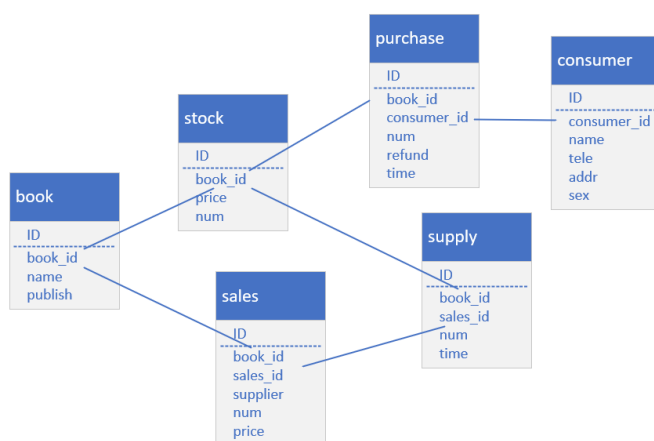 book
ID
book_id
name
publish
stock
ID
book_id
price
num
sales
ID
book_id
sales_id
supplier
num
price
purchase
ID
book_id
consumer_id
num
refund
time
supply
ID
book_id
sales_id
num
time
consumer
ID
consumer_id
name
tele
addr
sex